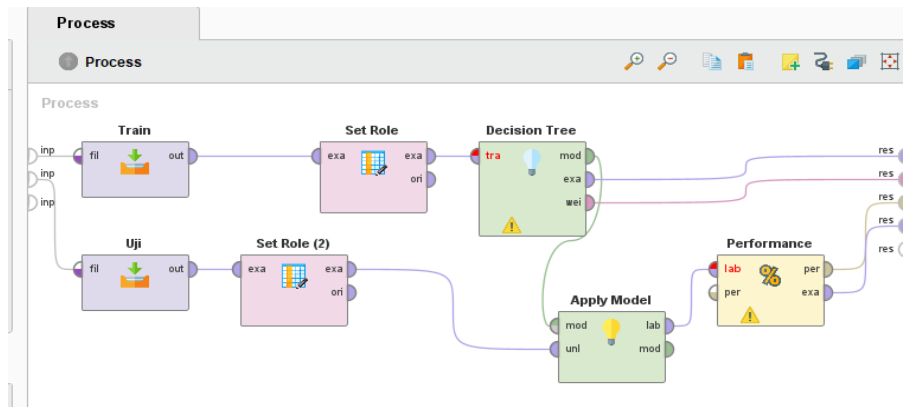 Process
Process
Process
Train
Set Role
Decision Tree
inp
fil
out
exa
exa
tra
mod
res
inp
ori
exa
res
inp
wei
res
Uji
Set Role (2)
Performance
res
fil
out
exa
exa
lab
per
res
ori
per
exa
Apply Model
mod
lab
unl
mod